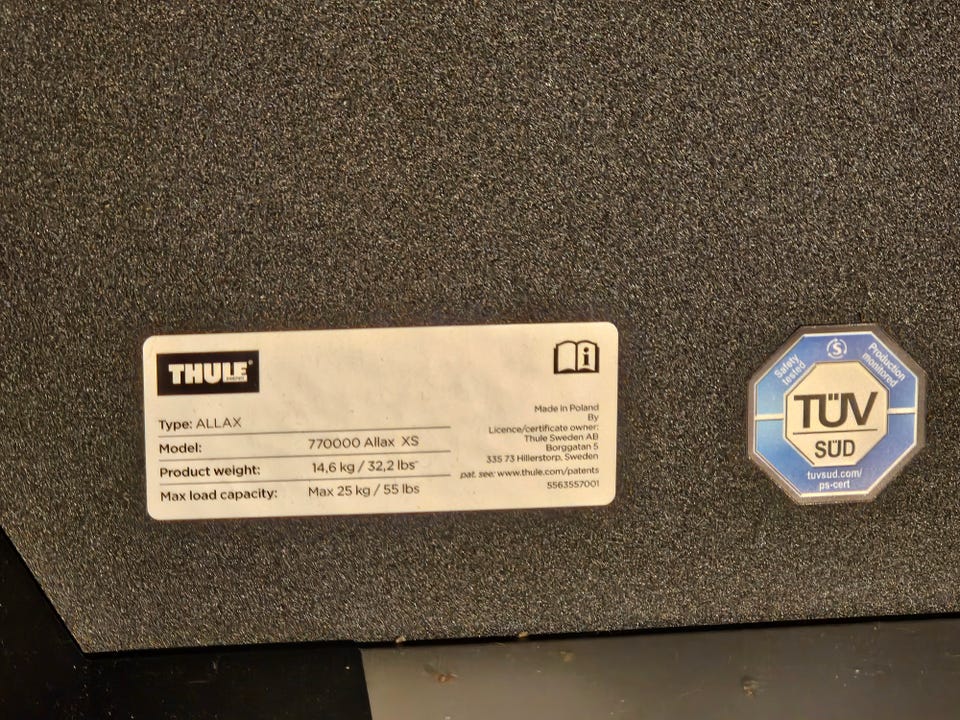 THULE
SWEDEN
Type: ALLAX
Model: 770000 Allax XS
Product weight: 14,6 kg / 32,2 lbs
Max load capacity: Max 25 kg / 55 lbs
Made in Poland
By
Licence/certificate owner:
Thule Sweden AB
Borggatan 5
335 73 Hillerstorp, Sweden
pat. see: www.thule.com/patents
5563557001
Safety tested
S
Production monitored
TÜV
SÜD
tuvsud.com/
ps-cert